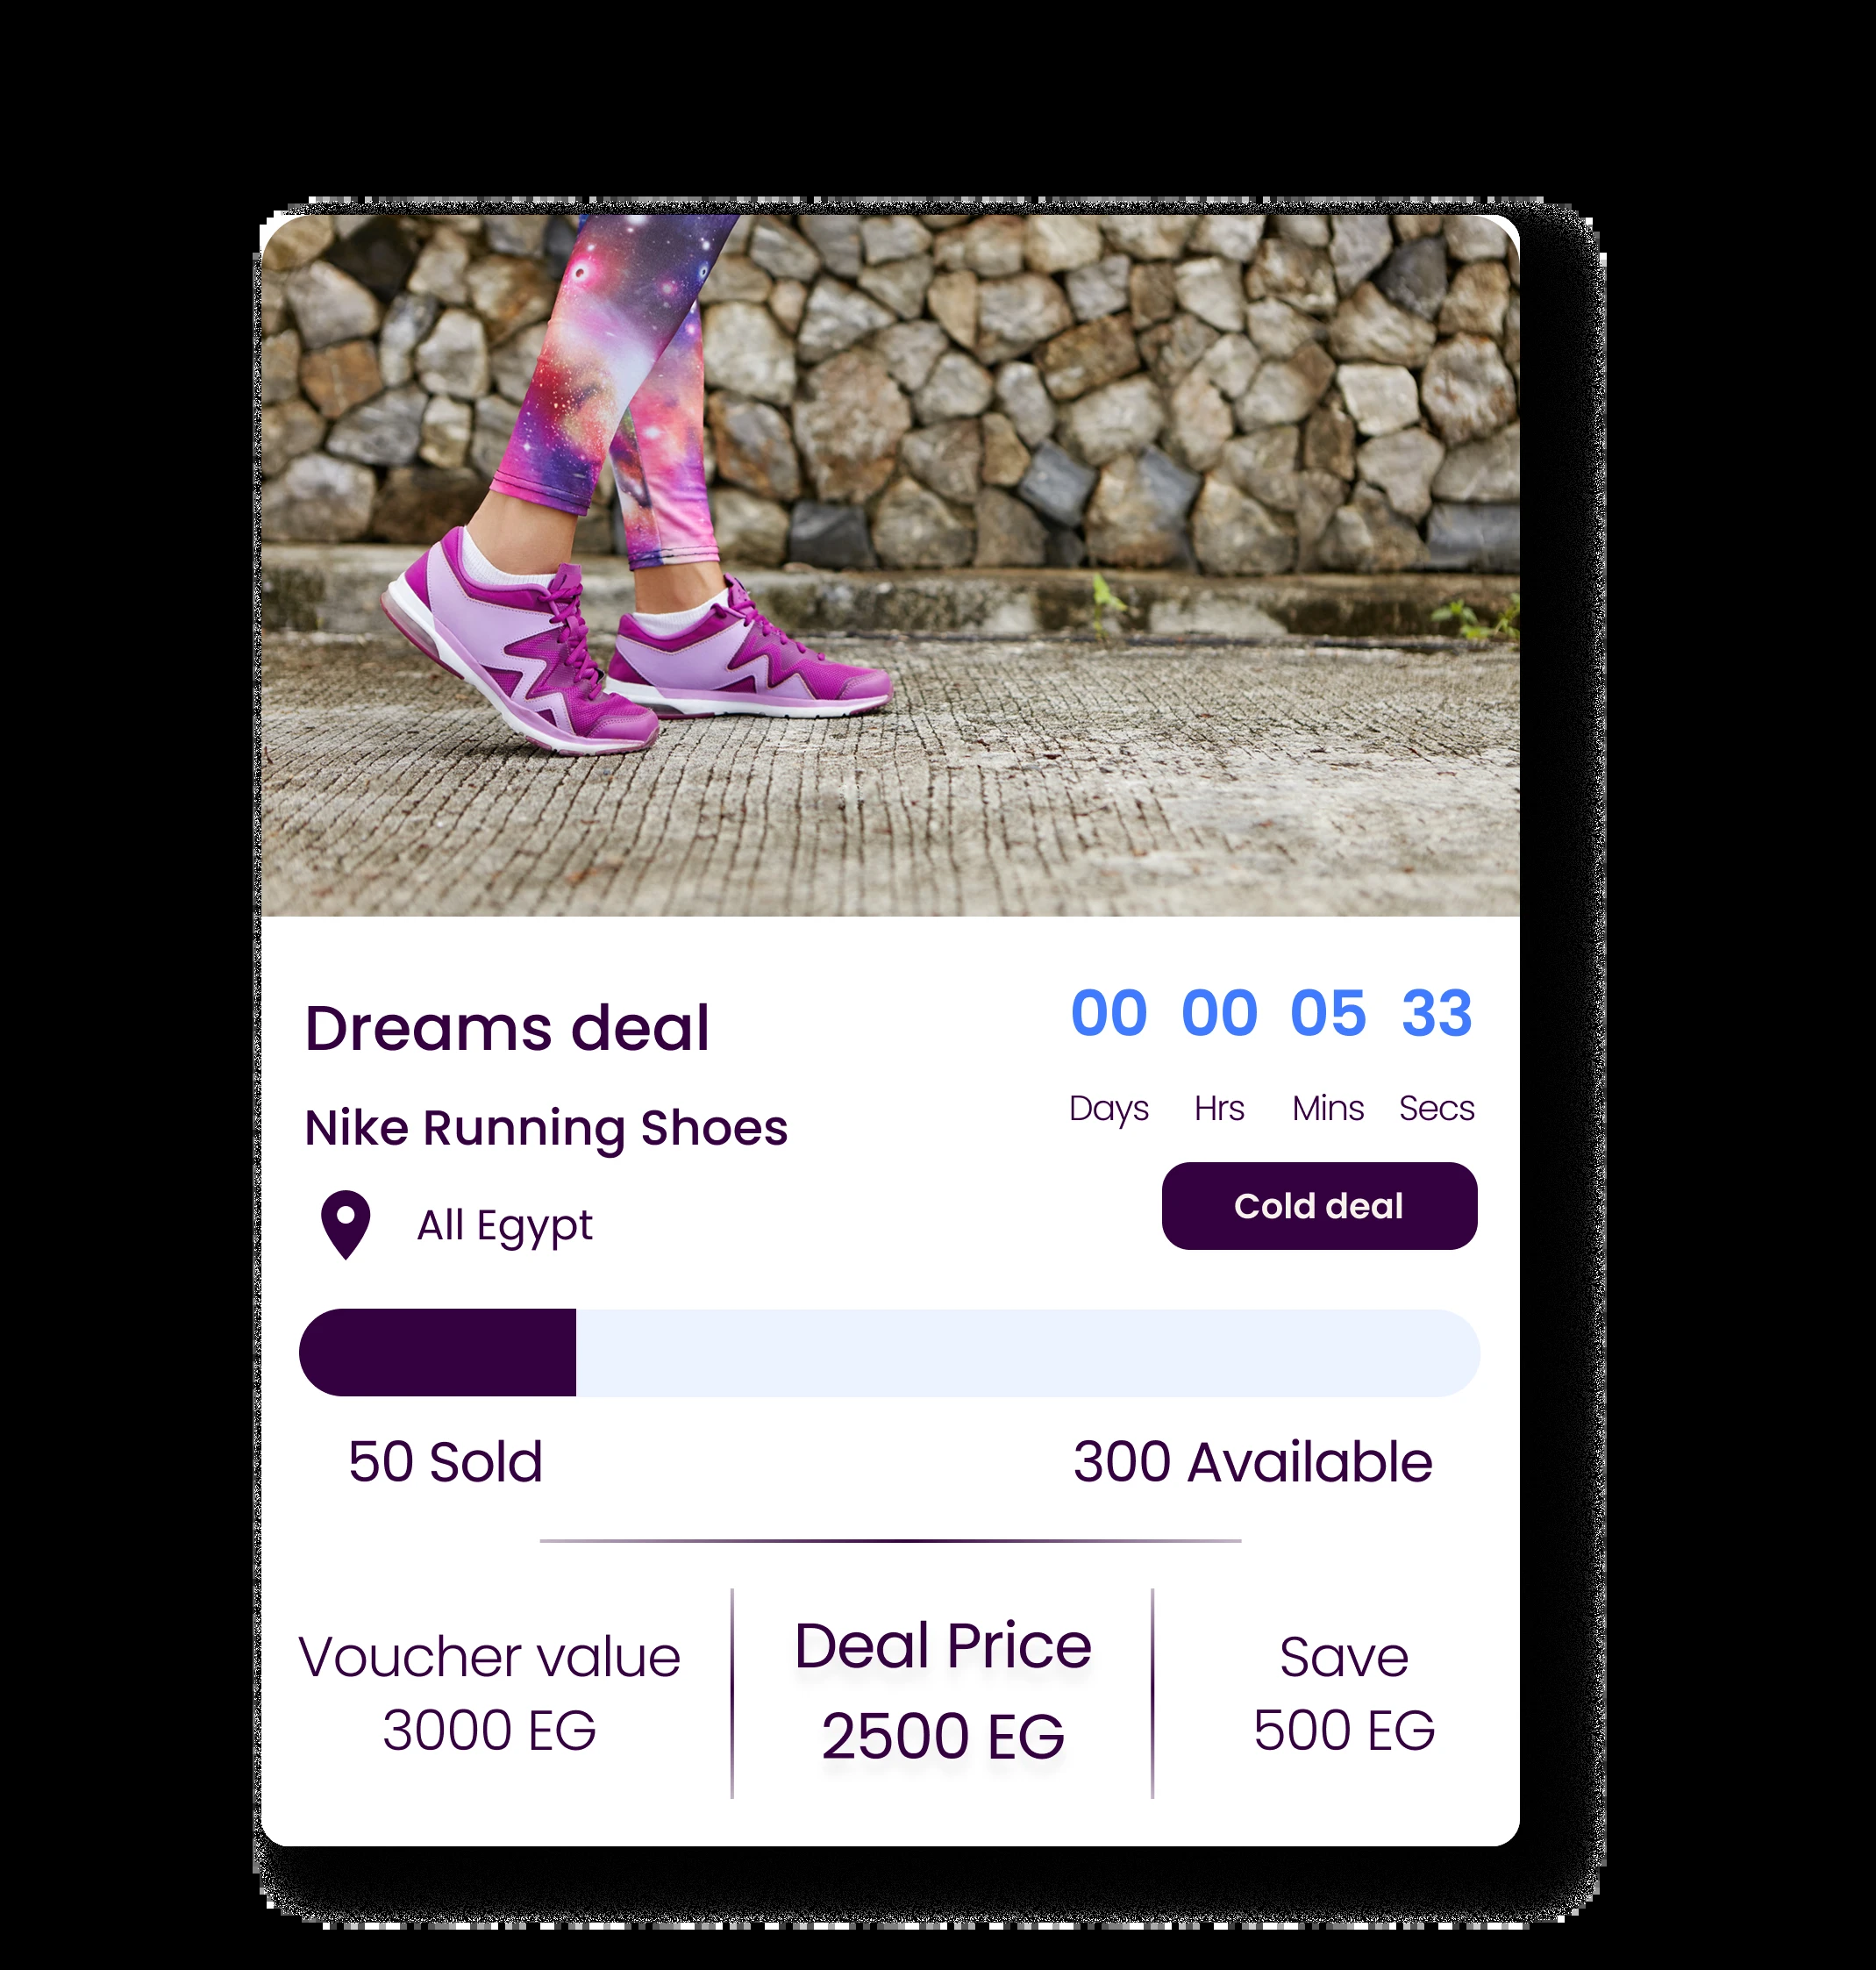 Dreams deal
00 00 05 33
Days Hrs Mins Secs
Nike Running Shoes
Cold deal
All Egypt
50 Sold
300 Available
Voucher value
3000 EG
Deal Price
2500 EG
Save
500 EG